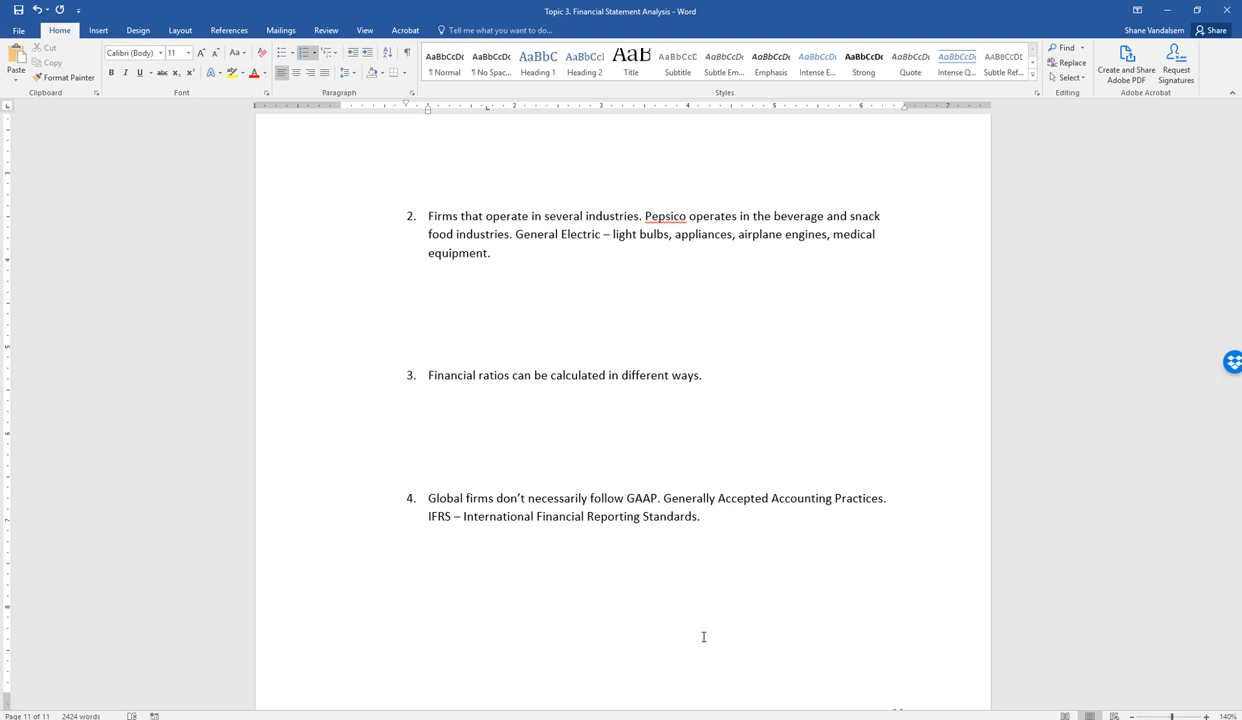 Topic 3. Financial Statement Analysis - Word
Shane Vandalsem
Share
File Home Insert Design Layout References Mailings Review View Acrobat Tell me what you want to do...
Paste
Cut
Copy
Format Painter
Clipboard
Calibri (Body) 11
Font
Paragraph
AaBbCcDc AaBbCcDc AaBbC AaBbCcl AaB AaBbCcD AaBbCcDc AaBbCcDc AaBbCcDc AaBbCcDc AaBbCcDc AaBbCcDc AABBCCDC
¶ Normal ¶ No Spac... Heading 1 Heading 2 Title Subtitle Subtle Em... Emphasis Intense E... Strong Quote Intense Q... Subtle Ref...
Styles
Find
Replace
Select
Editing
Create and Share Adobe PDF
Request Signatures
Adobe Acrobat
2. Firms that operate in several industries. Pepsico operates in the beverage and snack
food industries. General Electric – light bulbs, appliances, airplane engines, medical
equipment.
3. Financial ratios can be calculated in different ways.
4. Global firms don't necessarily follow GAAP. Generally Accepted Accounting Practices.
IFRS – International Financial Reporting Standards.
Page 11 of 11 2424 words
140%